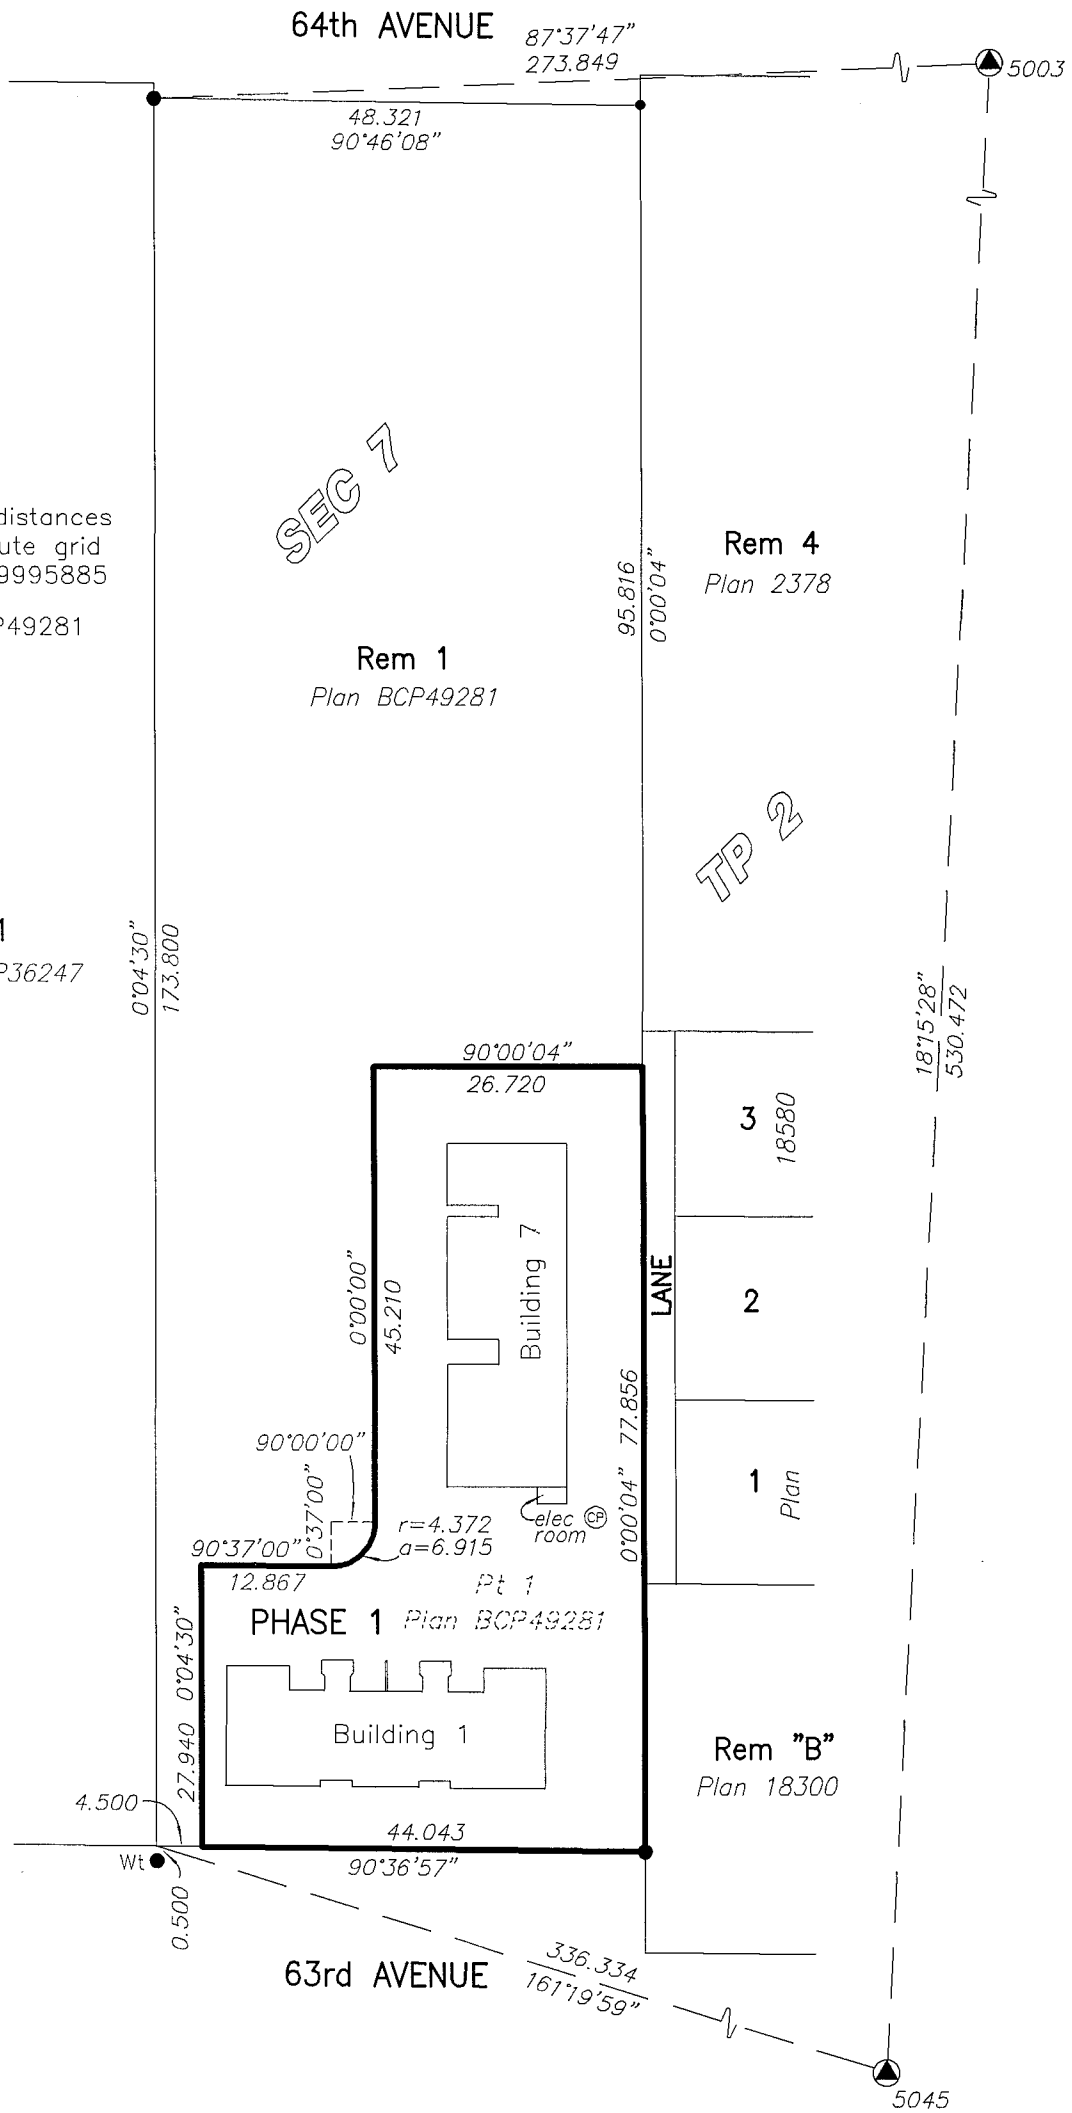 64th AVENUE
87°37'47"
273.849
5003
48.321
90°46'08"
SEC 7
distances
ute grid
9995885
P49281
Rem 4
Plan 2378
95.816
0°00'04"
Rem 1
Plan BCP49281
TP 2
1
P36247
0°04'30"
173.800
18°15'28"
530.472
90°00'04"
26.720
3
18580
Building 7
0°00'00"
45.210
LANE
2
77.856
0°00'04"
90°00'00"
0°37'00"
1
Plan
r=4.372
a=6.915
elec
room
CP
90°37'00"
12.867
Pt 1
PHASE 1 Plan BCP49281
27.940 0°04'30"
Building 1
Rem "B"
Plan 18300
4.500
44.043
90°36'57"
Wt
0.500
63rd AVENUE
336.334
161°19'59"
5045